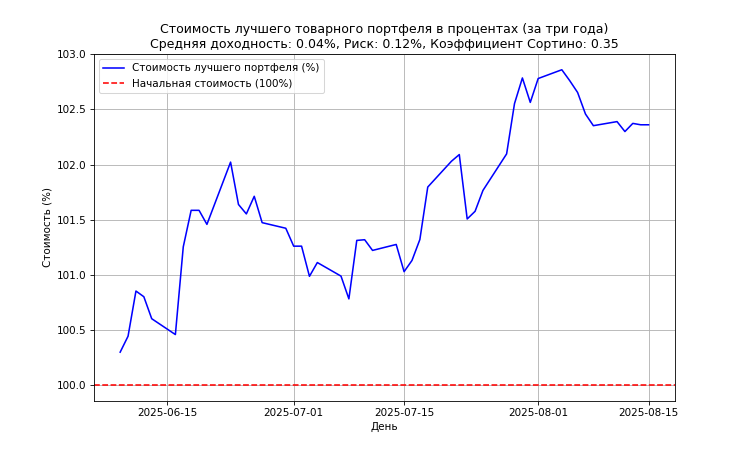 Стоимость лучшего товарного портфеля в процентах (за три года)
Средняя доходность: 0.04%, Риск: 0.12%, Коэффициент Сортино: 0.35
103.0
102.5
102.0
101.5
101.0
100.5
100.0
Стоимость (%)
Стоимость лучшего портфеля (%)
Начальная стоимость (100%)
2025-06-15
2025-07-01
2025-07-15
2025-08-01
2025-08-15
День